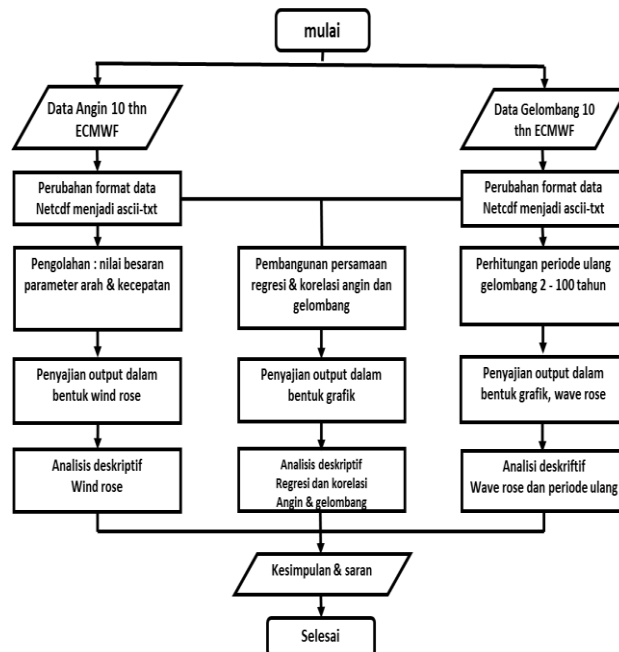 mulai
Data Angin 10 thn
ECMWF
Data Gelombang 10
thn ECMWF
Perubahan format data
Netcdf menjadi ascii-txt
Perubahan format data
Netcdf menjadi ascii-txt
Pengolahan : nilai besaran
parameter arah & kecepatan
Pembangunan persamaan
regresi & korelasi angin dan
gelombang
Perhitungan periode ulang
gelombang 2 - 100 tahun
Penyajian output dalam
bentuk wind rose
Penyajian output dalam
bentuk grafik
Penyajian output dalam
bentuk grafik, wave rose
Analisis deskriptif
Wind rose
Analisis deskriptif
Regresi dan korelasi
Angin & gelombang
Analisi deskriftif
Wave rose dan periode ulang
Kesimpulan & saran
Selesai